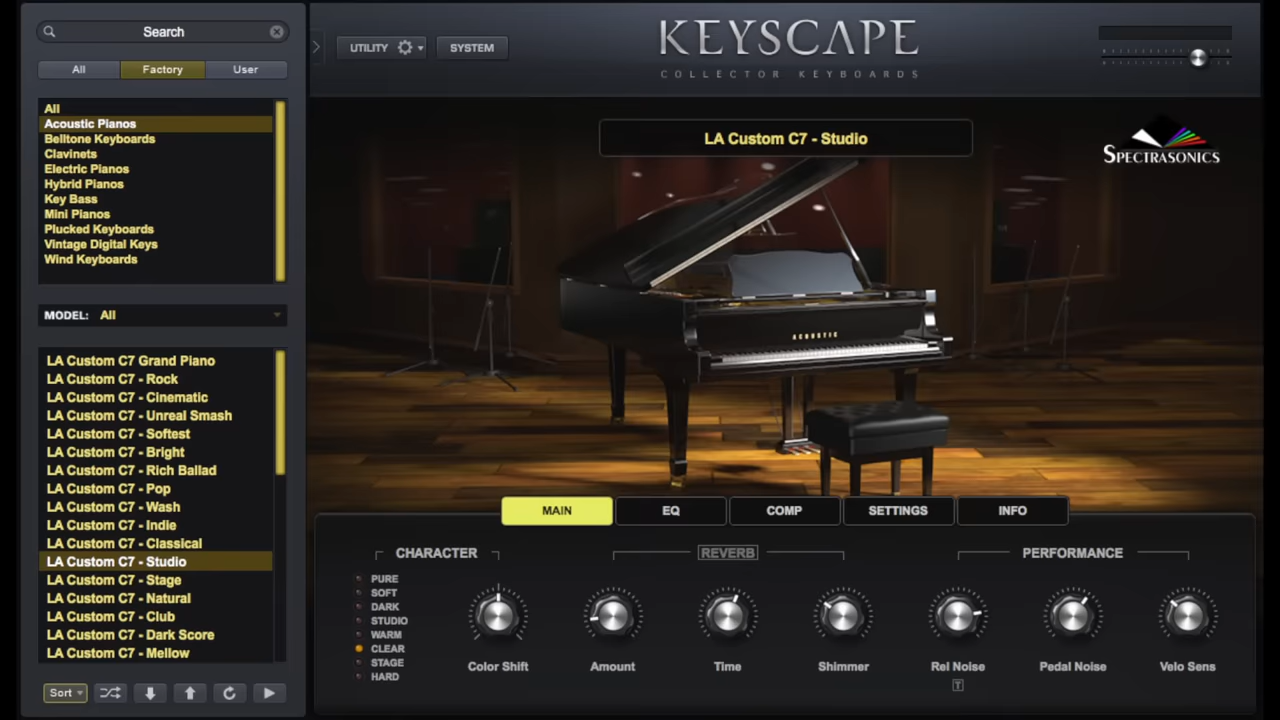 Search
All Factory User
All
Acoustic Pianos
Belltone Keyboards
Clavinets
Electric Pianos
Hybrid Pianos
Key Bass
Mini Pianos
Plucked Keyboards
Vintage Digital Keys
Wind Keyboards
MODEL: All
LA Custom C7 Grand Piano
LA Custom C7 - Rock
LA Custom C7 - Cinematic
LA Custom C7 - Unreal Smash
LA Custom C7 - Softest
LA Custom C7 - Bright
LA Custom C7 - Rich Ballad
LA Custom C7 - Pop
LA Custom C7 - Wash
LA Custom C7 - Indie
LA Custom C7 - Classical
LA Custom C7 - Studio
LA Custom C7 - Stage
LA Custom C7 - Natural
LA Custom C7 - Club
LA Custom C7 - Dark Score
LA Custom C7 - Mellow
Sort
UTILITY SYSTEM
KEYSCAPE
COLLECTOR KEYBOARDS
LA Custom C7 - Studio
SPECTRASONICS
ACOUSTIC
MAIN EQ COMP SETTINGS INFO
CHARACTER REVERB PERFORMANCE
PURE
SOFT
DARK
STUDIO
WARM
CLEAR
STAGE
HARD
Color Shift Amount Time Shimmer Rel Noise Pedal Noise Velo Sens
T